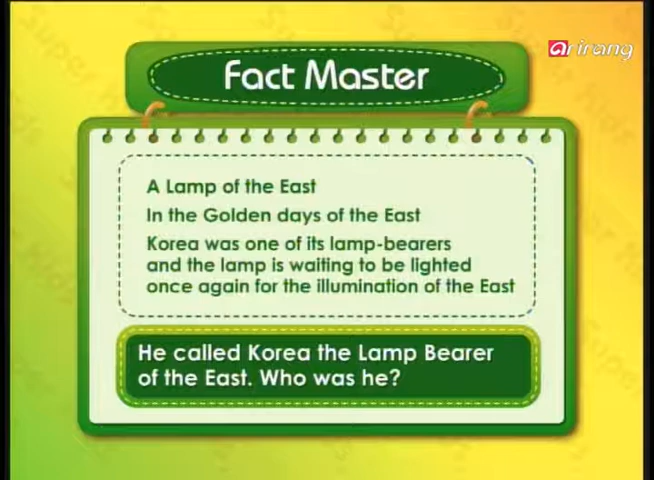 arirang
Fact Master
A Lamp of the East
In the Golden days of the East
Korea was one of its lamp-bearers
and the lamp is waiting to be lighted
once again for the illumination of the East
He called Korea the Lamp Bearer
of the East. Who was he?